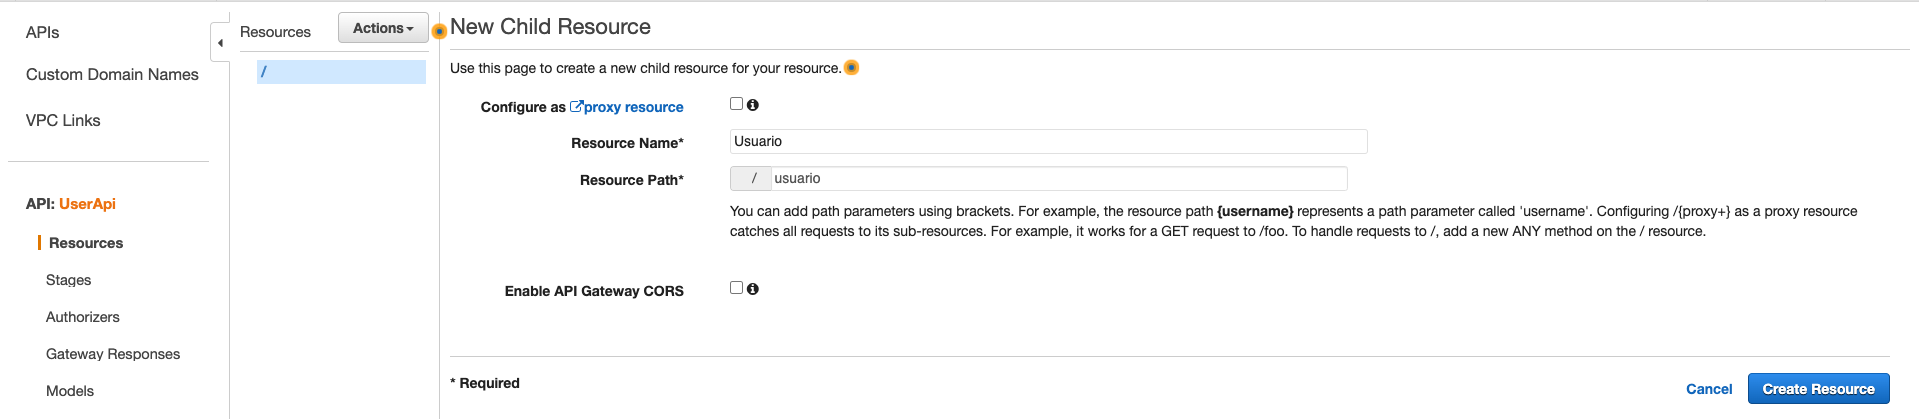 APIs
Custom Domain Names
VPC Links
API: UserApi
Resources
Stages
Authorizers
Gateway Responses
Models
Resources
Actions
/
New Child Resource
Use this page to create a new child resource for your resource.
Configure as proxy resource
Resource Name*
Usuario
Resource Path*
/ usuario
You can add path parameters using brackets. For example, the resource path {username} represents a path parameter called 'username'. Configuring /{proxy+} as a proxy resource
catches all requests to its sub-resources. For example, it works for a GET request to /foo. To handle requests to /, add a new ANY method on the / resource.
Enable API Gateway CORS
* Required
Cancel
Create Resource